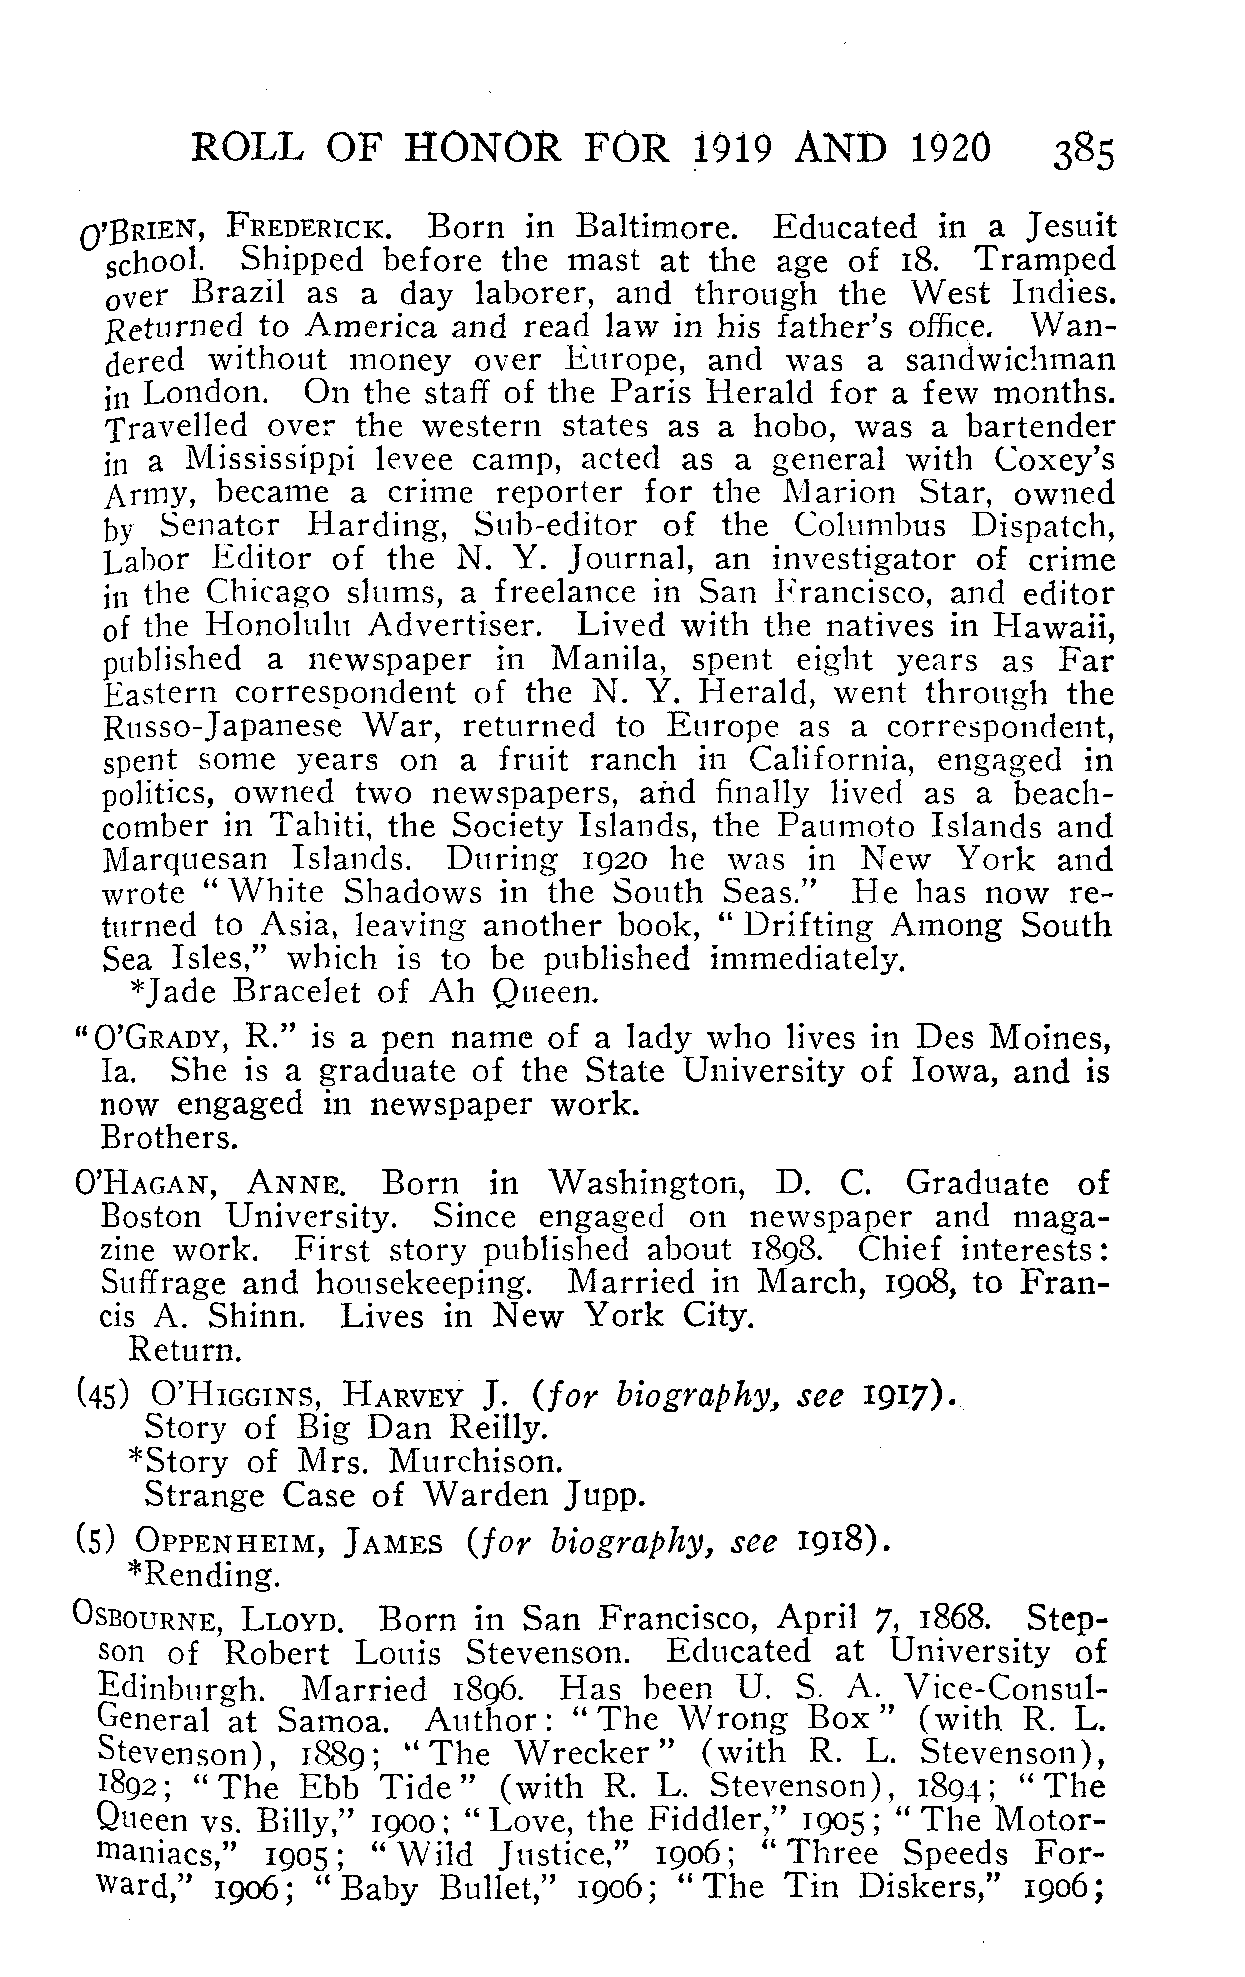 ROLL OF HONOR FOR 1919 AND 1920 385
O'BRIEN, FREDERICK. Born in Baltimore. Educated in a Jesuit
school. Shipped before the mast at the age of 18. Tramped
over Brazil as a day laborer, and through the West Indies.
Returned to America and read law in his father's office. Wan-
dered without money over Europe, and was a sandwichman
in London. On the staff of the Paris Herald for a few months.
Travelled over the western states as a hobo, was a bartender
in a Mississippi levee camp, acted as a general with Coxey's
Army, became a crime reporter for the Marion Star, owned
by Senator Harding, Sub-editor of the Columbus Dispatch,
Labor Editor of the N. Y. Journal, an investigator of crime
in the Chicago slums, a freelance in San Francisco, and editor
of the Honolulu Advertiser. Lived with the natives in Hawaii,
published a newspaper in Manila, spent eight years as Far
Eastern correspondent of the N. Y. Herald, went through the
Russo-Japanese War, returned to Europe as a correspondent,
spent some years on a fruit ranch in California, engaged in
politics, owned two newspapers, and finally lived as a beach-
comber in Tahiti, the Society Islands, the Paumoto Islands and
Marquesan Islands. During 1920 he was in New York and
wrote “White Shadows in the South Seas.” He has now re-
turned to Asia, leaving another book, “Drifting Among South
Sea Isles,” which is to be published immediately.
*Jade Bracelet of Ah Queen.
“O'GRADY, R.” is a pen name of a lady who lives in Des Moines,
Ia. She is a graduate of the State University of Iowa, and is
now engaged in newspaper work.
Brothers.
O'HAGAN, ANNE. Born in Washington, D. C. Graduate of
Boston University. Since engaged on newspaper and maga-
zine work. First story published about 1898. Chief interests:
Suffrage and housekeeping. Married in March, 1908, to Fran-
cis A. Shinn. Lives in New York City.
Return.
(45) O'HIGGINS, HARVEY J. (for biography, see 1917).
Story of Big Dan Reilly.
*Story of Mrs. Murchison.
Strange Case of Warden Jupp.
(5) OPPENHEIM, JAMES (for biography, see 1918).
*Rending.
OSBOURNE, LLOYD. Born in San Francisco, April 7, 1868. Step-
son of Robert Louis Stevenson. Educated at University of
Edinburgh. Married 1896. Has been U. S. A. Vice-Consul-
General at Samoa. Author: “The Wrong Box” (with R. L.
Stevenson), 1889; “The Wrecker” (with R. L. Stevenson),
1892; “The Ebb Tide” (with R. L. Stevenson), 1894; “The
Queen vs. Billy,” 1900; “Love, the Fiddler,” 1905; “The Motor-
maniacs,” 1905; “Wild Justice,” 1906; “Three Speeds For-
ward,” 1906; “Baby Bullet,” 1906; “The Tin Diskers,” 1906;